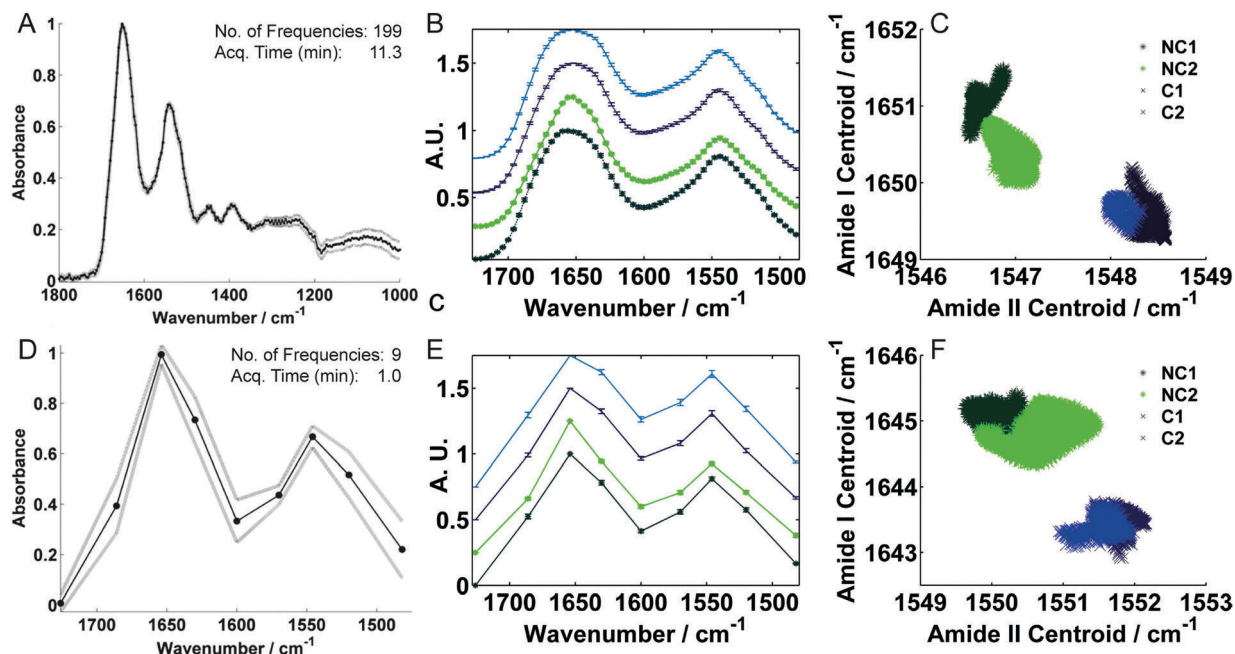 A
No. of Frequencies: 199
Acq. Time (min): 11.3
Absorbance
1
0.8
0.6
0.4
0.2
0
1800
1600
1400
1200
1000
Wavenumber / cm-1
B
A.U.
1.5
1
0.5
1700
1650
1600
1550
1500
Wavenumber / cm-1
C
Amide I Centroid / cm-1
1652
1651
1650
1649
1546
1547
1548
1549
Amide II Centroid / cm-1
NC1
NC2
C1
C2
c
D
No. of Frequencies: 9
Acq. Time (min): 1.0
Absorbance
1
0.8
0.6
0.4
0.2
0
1700
1650
1600
1550
1500
Wavenumber / cm-1
E
A. U.
1.5
1
0.5
0
1700
1650
1600
1550
1500
Wavenumber / cm-1
F
Amide I Centroid / cm-1
1646
1645
1644
1643
1549
1550
1551
1552
1553
Amide II Centroid / cm-1
NC1
NC2
C1
C2